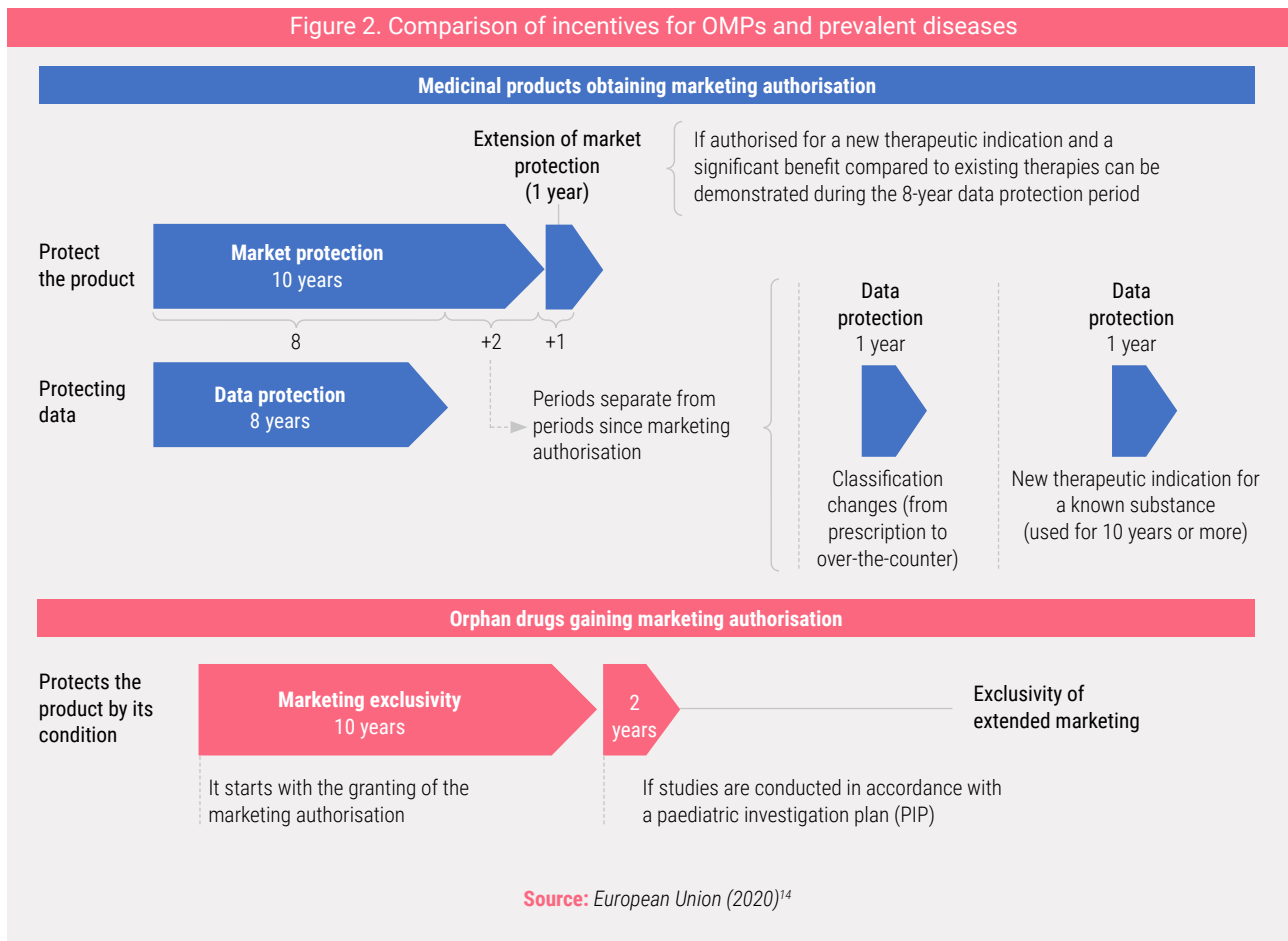 Figure 2. Comparison of incentives for OMPs and prevalent diseases
Medicinal products obtaining marketing authorisation
Extension of market
protection
(1 year)
If authorised for a new therapeutic indication and a
significant benefit compared to existing therapies can be
demonstrated during the 8-year data protection period
Protect
the product
Market protection
10 years
8
+2
+1
Protecting
data
Data protection
8 years
Periods separate from
periods since marketing
authorisation
Data
protection
1 year
Classification
changes (from
prescription to
over-the-counter)
Data
protection
1 year
New therapeutic indication for
a known substance
(used for 10 years or more)
Orphan drugs gaining marketing authorisation
Protects the
product by its
condition
Marketing exclusivity
10 years
2
years
Exclusivity of
extended marketing
It starts with the granting of the
marketing authorisation
If studies are conducted in accordance with
a paediatric investigation plan (PIP)
Source: European Union (2020)14